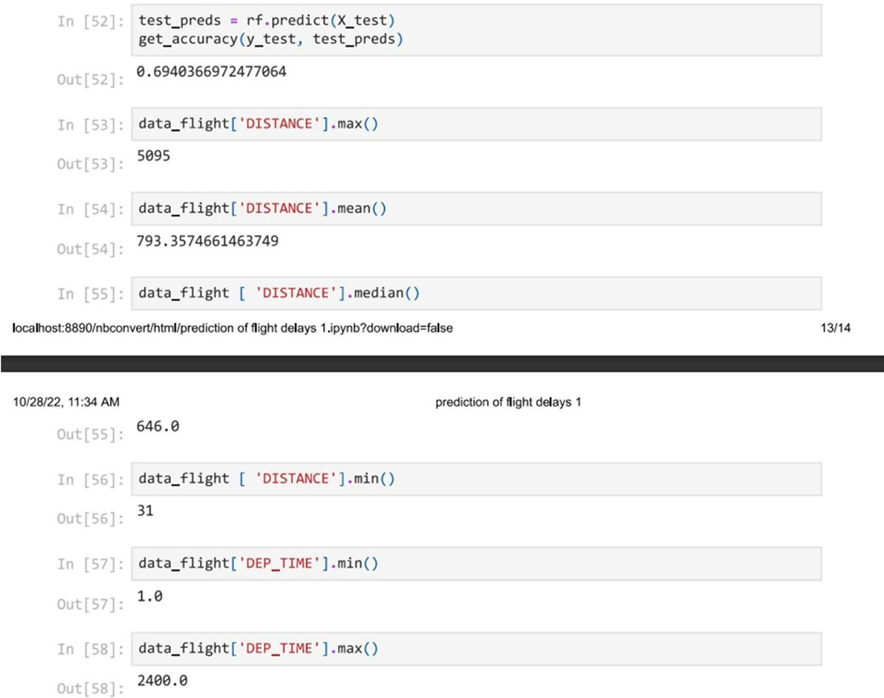 In [52]: test_preds = rf.predict(X_test)
get_accuracy(y_test, test_preds)
Out[52]: 0.6940366972477064
In [53]: data_flight['DISTANCE'].max()
Out[53]: 5095
In [54]: data_flight['DISTANCE'].mean()
Out[54]: 793.3574661463749
In [55]: data_flight [ 'DISTANCE'].median()
localhost:8890/nbconvert/html/prediction of flight delays 1.ipynb?download=false 13/14
10/28/22, 11:34 AM prediction of flight delays 1
Out[55]: 646.0
In [56]: data_flight [ 'DISTANCE'].min()
Out[56]: 31
In [57]: data_flight['DEP_TIME'].min()
Out[57]: 1.0
In [58]: data_flight['DEP_TIME'].max()
Out[58]: 2400.0